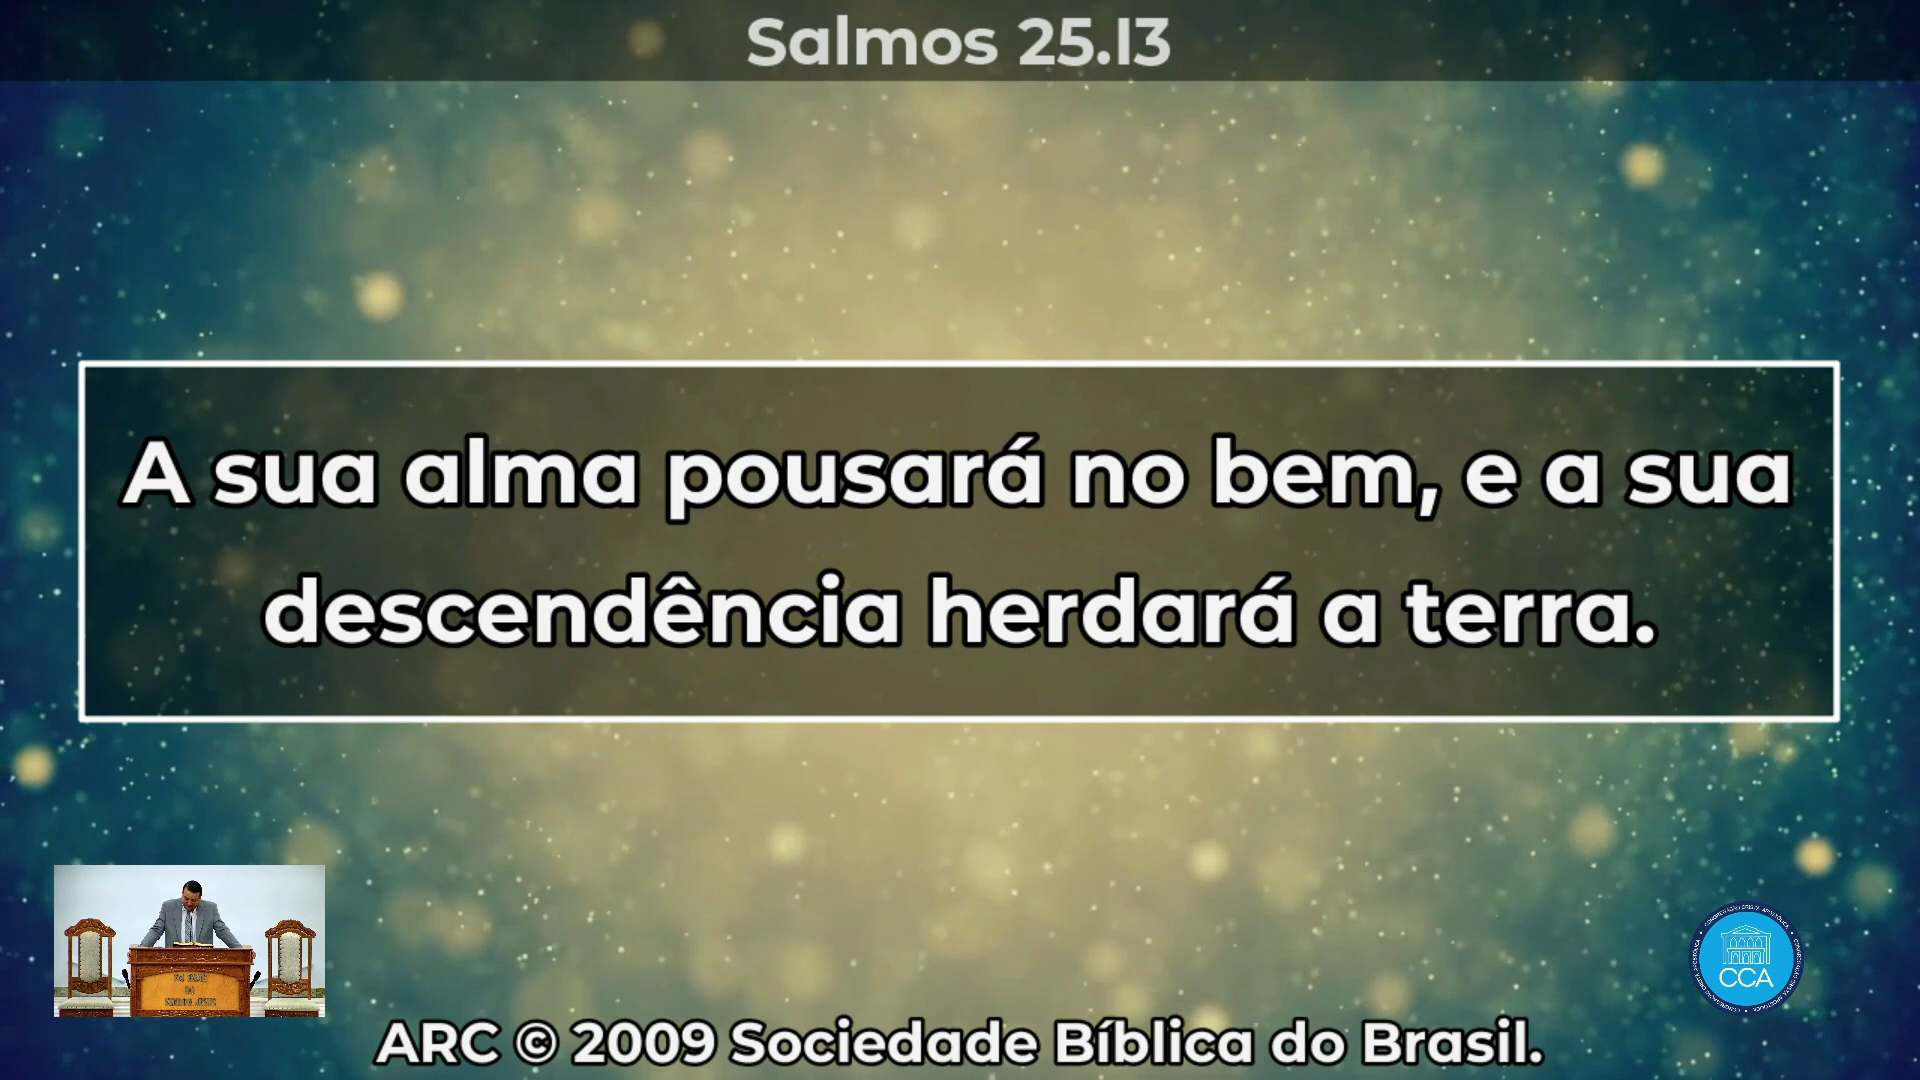 Salmos 25.13
A sua alma pousará no bem, e a sua
descendência herdará a terra.
CCA
ARC © 2009 Sociedade Bíblica do Brasil.